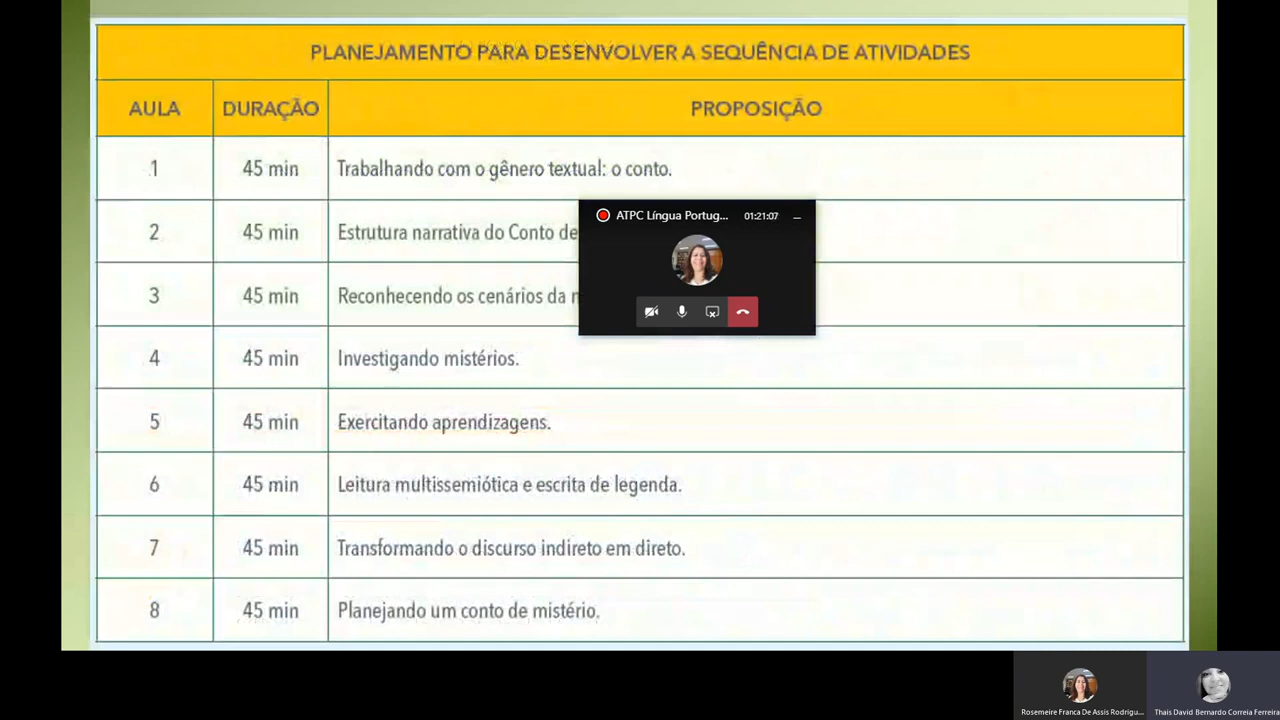 PLANEJAMENTO PARA DESENVOLVER A SEQUÊNCIA DE ATIVIDADES
AULA DURAÇÃO PROPOSIÇÃO
1 45 min Trabalhando com o gênero textual: o conto.
2 45 min Estrutura narrativa do Conto de
3 45 min Reconhecendo os cenários da
ATPC Língua Portug... 01:21:07
4 45 min Investigando mistérios.
5 45 min Exercitando aprendizagens.
6 45 min Leitura multissemiótica e escrita de legenda.
7 45 min Transformando o discurso indireto em direto.
8 45 min Planejando um conto de mistério.
Rosemeire Franca De Assis Rodrigu...
Thais David Bernardo Correia Ferreira